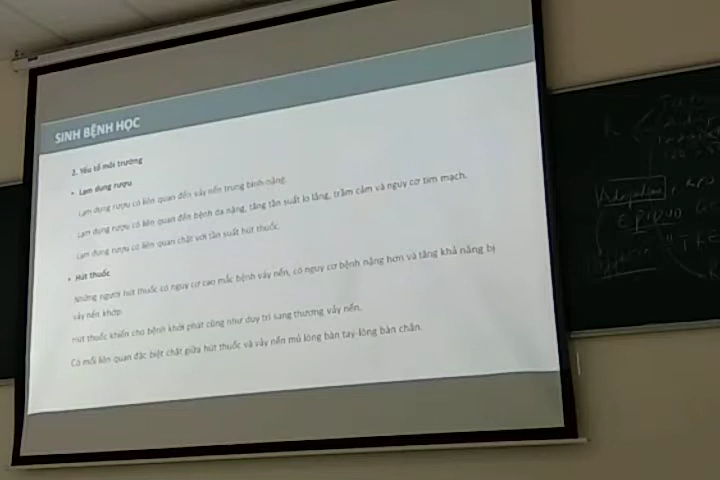 SINH BỆNH HỌC
2. Yếu tố môi trường
• Lạm dụng rượu
Lạm dụng rượu có liên quan đến vảy nến trung bình-nặng.
Lạm dụng rượu có liên quan đến bệnh da nặng, tăng tần suất lo lắng, trầm cảm và nguy cơ tim mạch.
Lạm dụng rượu có liên quan chặt với tần suất hút thuốc.
• Hút thuốc
Những người hút thuốc có nguy cơ cao mắc bệnh vảy nến, có nguy cơ bệnh nặng hơn và tăng khả năng bị
vảy nến khớp.
Hút thuốc khiến cho bệnh khởi phát cũng như duy trì sang thương vảy nến.
Có mối liên quan đặc biệt chặt giữa hút thuốc và vảy nến mủ lòng bàn tay-lòng bàn chân.